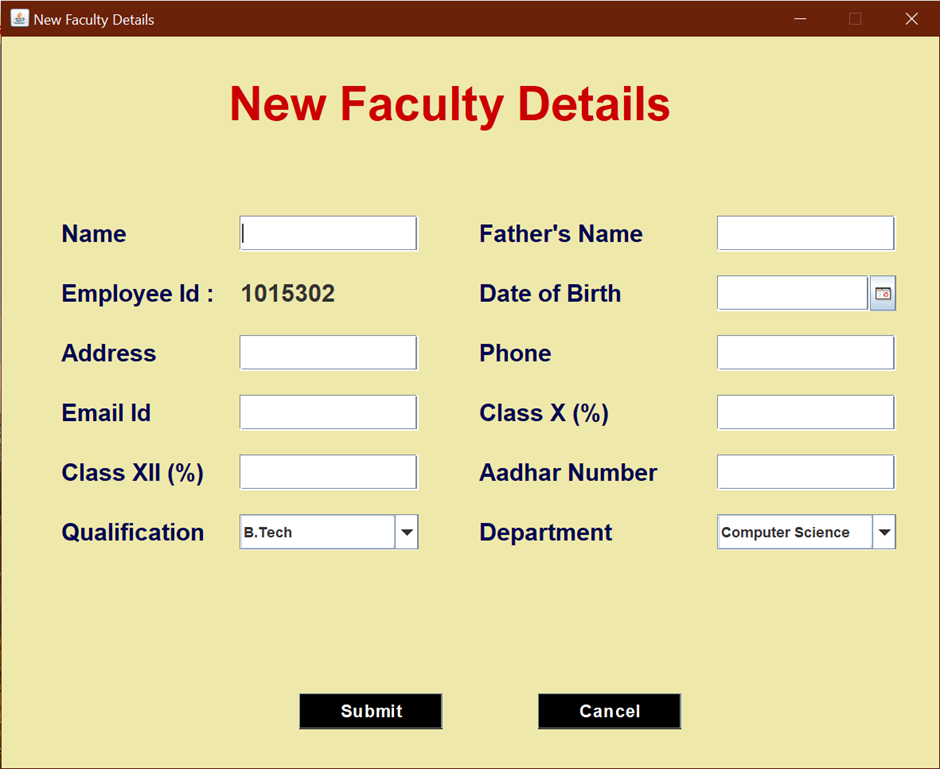 New Faculty Details
New Faculty Details
Name Father's Name
Employee Id : 1015302 Date of Birth
Address Phone
Email Id Class X (%)
Class XII (%) Aadhar Number
Qualification B.Tech Department Computer Science
Submit Cancel